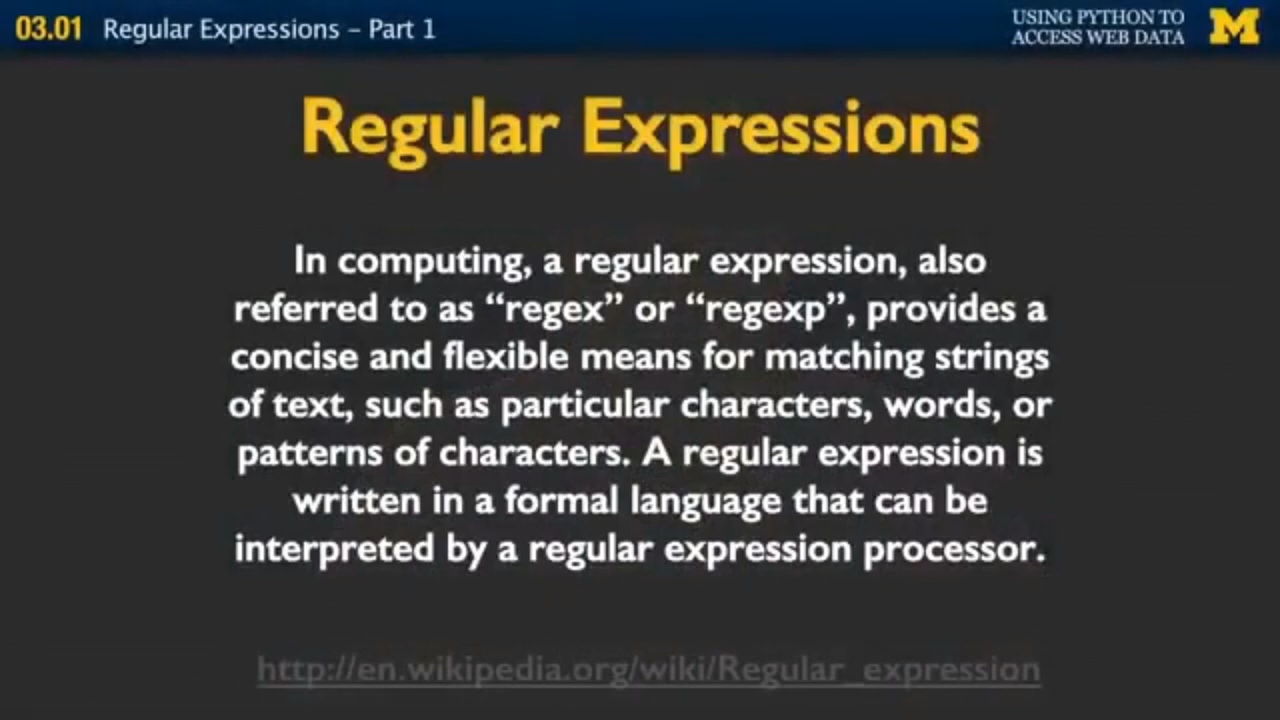 03.01 Regular Expressions – Part 1
USING PYTHON TO
ACCESS WEB DATA
M
Regular Expressions
In computing, a regular expression, also
referred to as “regex” or “regexp”, provides a
concise and flexible means for matching strings
of text, such as particular characters, words, or
patterns of characters. A regular expression is
written in a formal language that can be
interpreted by a regular expression processor.
http://en.wikipedia.org/wiki/Regular_expression